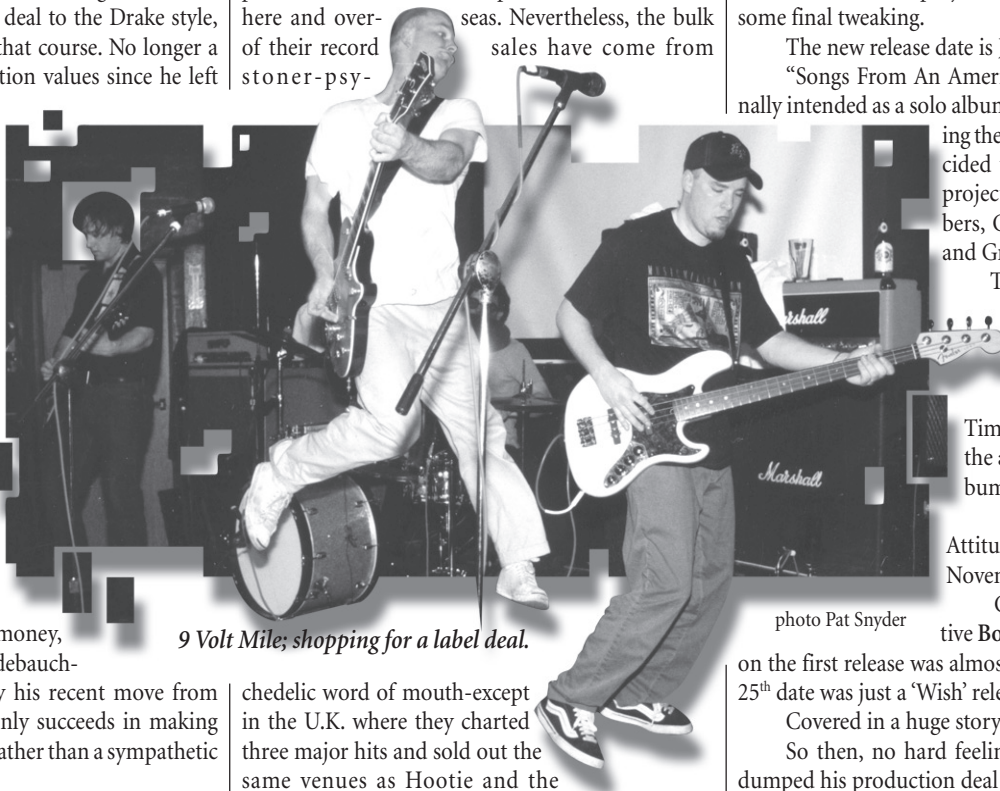 deal to the Drake style,
that course. No longer a
tion values since he left
money,
debauch-
y his recent move from
nly succeeds in making
ather than a sympathetic
here and over-
seas. Nevertheless, the bulk
of their record
sales have come from
stoner-psy-
9 Volt Mile; shopping for a label deal.
chedelic word of mouth-except
in the U.K. where they charted
three major hits and sold out the
same venues as Hootie and the
some final tweaking.
The new release date is
“Songs From An Ameri
nally intended as a solo album
ing the
cided
project
bers,
and Gr
Tim
the a
bum
Attitu
Novem
photo Pat Snyder
tive Bo
on the first release was almos
25th date was just a ‘Wish’ rele
Covered in a huge story
So then, no hard feelin
dumped his production deal
Marshall
Marshall
Fender